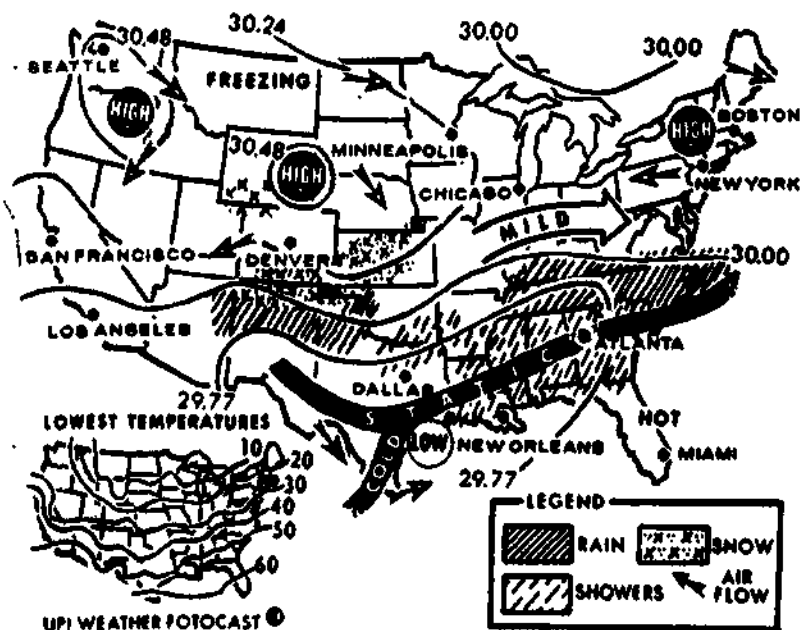 30.48
30.24
30.00
30.00
SEATTLE
FREEZING
HIGH
HIGH
BOSTON
30.48
HIGH
MINNEAPOLIS
CHICAGO
NEW YORK
MILD
SAN FRANCISCO
DENVER
30.00
LOS ANGELES
ATLANTA
DALLAS
STATIC
29.77
HOT
LOW
NEW ORLEANS
COLD
MIAMI
29.77
LOWEST TEMPERATURES
10
20
30
40
50
60
LEGEND
RAIN
SNOW
SHOWERS
AIR
FLOW
UPI WEATHER FOTOCAST ©